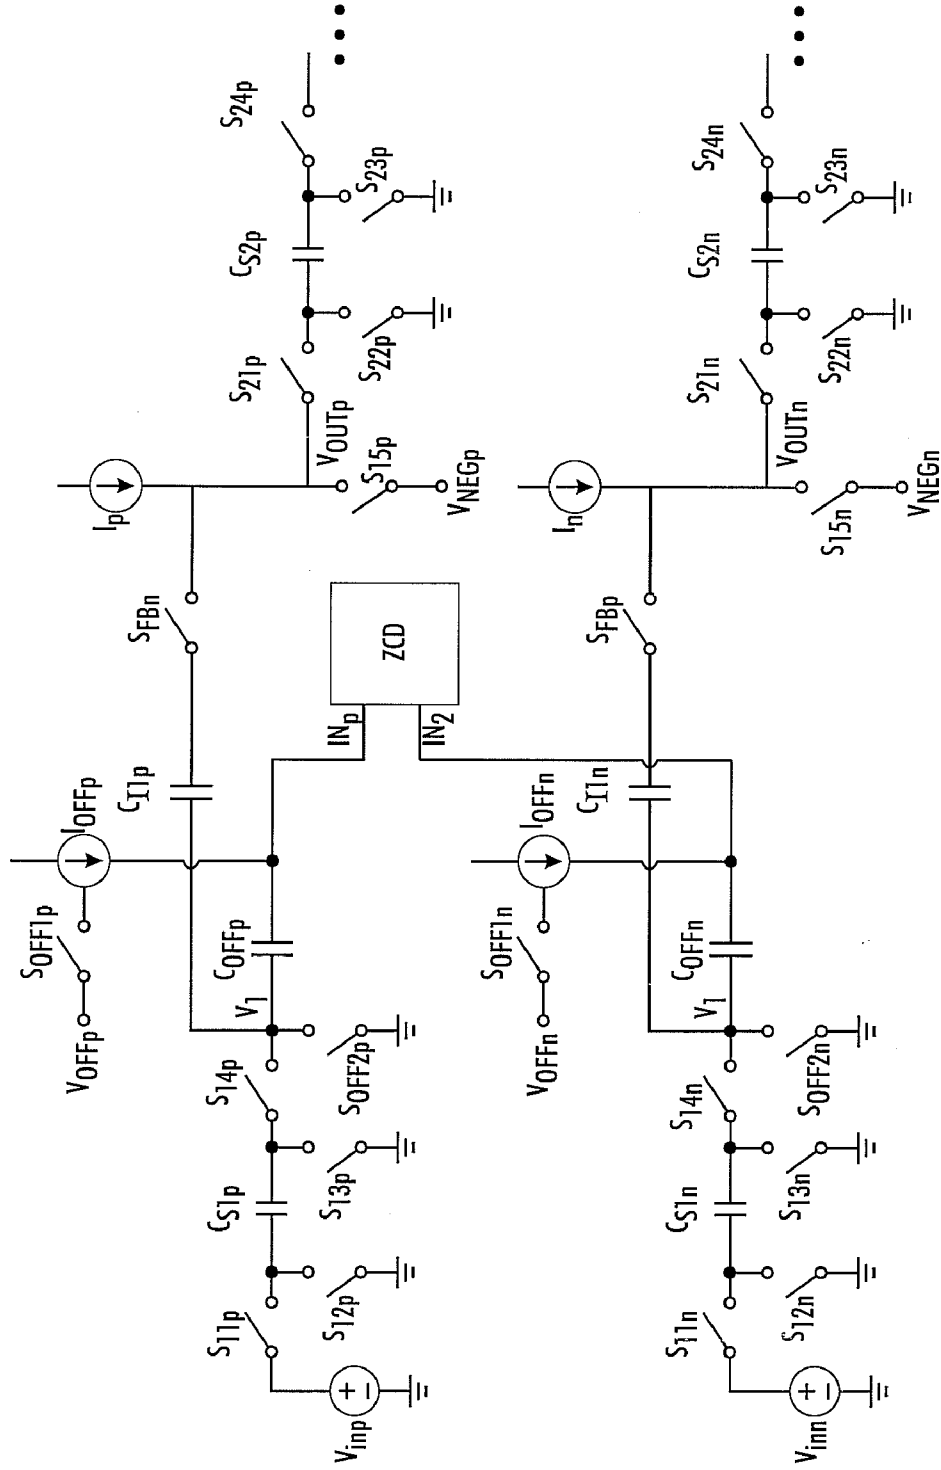 S24p
S23p
CS2p
S22p
S21p
VOUTp
S15p
VNEGp
Ip
SFBn
ZCD
INp
IN2
CI1p
IOFFp
SOFF1p
VOFFp
COFFp
V1
SOFF2p
S14p
S13p
CS1p
S12p
S11p
+ −
Vinp
S24n
S23n
CS2n
S22n
S21n
VOUTn
S15n
VNEGn
In
SFBp
CI1n
IOFFn
SOFF1n
VOFFn
COFFn
V1
SOFF2n
S14n
S13n
CS1n
S12n
S11n
+ −
Vinn